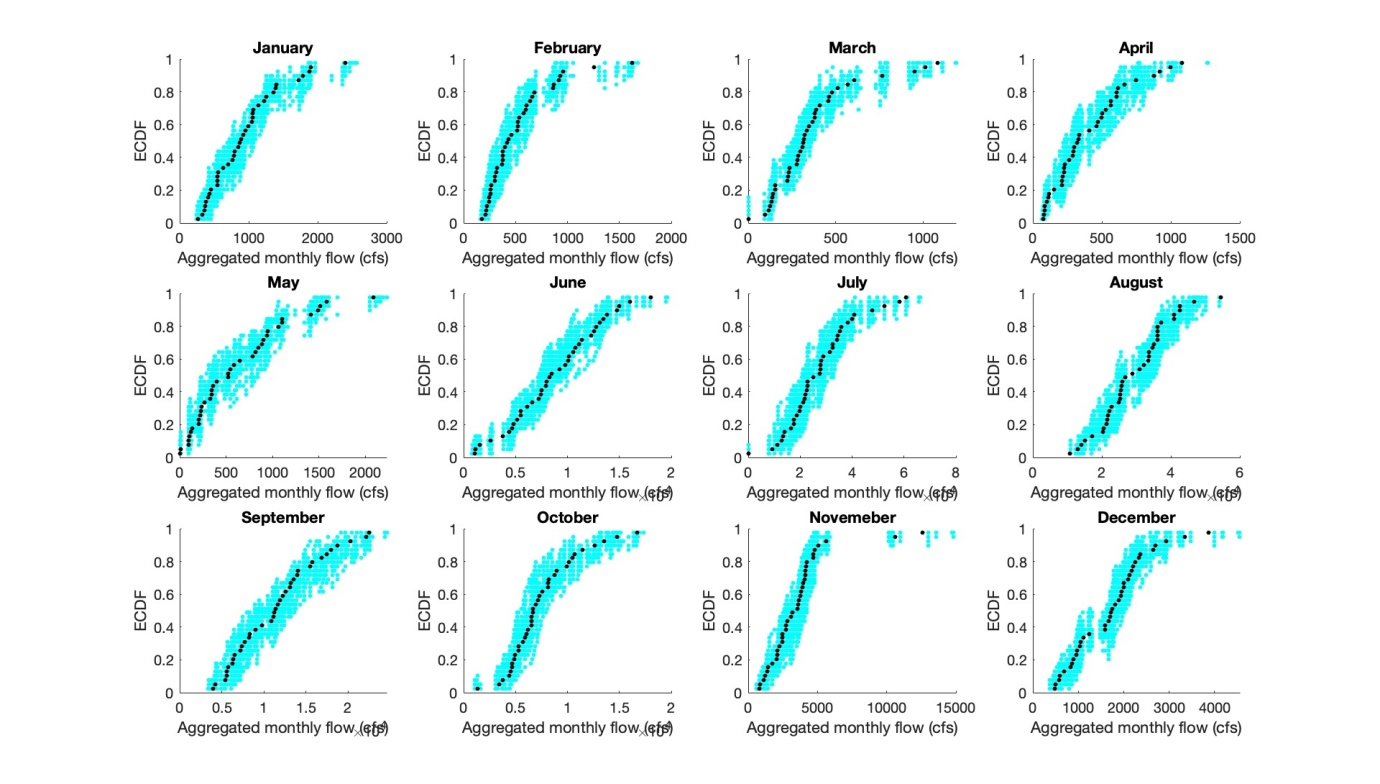 January February March April
1 1 1 1
0.8 0.8 0.8 0.8
0.6 0.6 0.6 0.6
ECDF ECDF ECDF ECDF
0.4 0.4 0.4 0.4
0.2 0.2 0.2 0.2
0 0 0 0
0 1000 2000 3000 0 500 1000 1500 2000 0 500 1000 0 500 1000 1500
Aggregated monthly flow (cfs) Aggregated monthly flow (cfs) Aggregated monthly flow (cfs) Aggregated monthly flow (cfs)
May June July August
1 1 1 1
0.8 0.8 0.8 0.8
0.6 0.6 0.6 0.6
ECDF ECDF ECDF ECDF
0.4 0.4 0.4 0.4
0.2 0.2 0.2 0.2
0 0 0 0
0 500 1000 1500 2000 0 0.5 1 1.5 2 0 2 4 6 8 0 2 4 6
Aggregated monthly flow (cfs) Aggregated monthly flow (cfs) Aggregated monthly flow (cfs) Aggregated monthly flow (cfs)
September October Novemeber December
1 1 1 1
0.8 0.8 0.8 0.8
0.6 0.6 0.6 0.6
ECDF ECDF ECDF ECDF
0.4 0.4 0.4 0.4
0.2 0.2 0.2 0.2
0 0 0 0
0 0.5 1 1.5 2 0 0.5 1 1.5 2 0 5000 10000 15000 0 1000 2000 3000 4000
Aggregated monthly flow (cfs) Aggregated monthly flow (cfs) Aggregated monthly flow (cfs) Aggregated monthly flow (cfs)